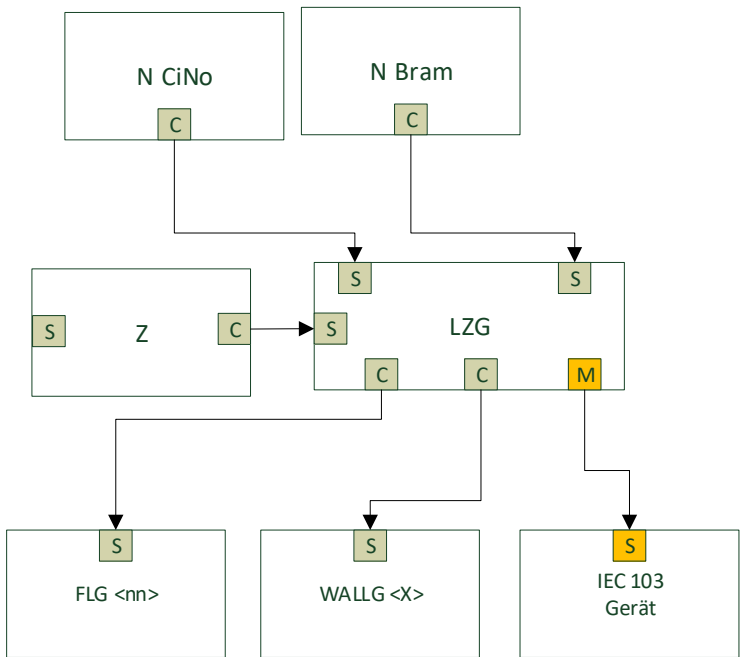 N CiNo
C
N Bram
C
S
S
S
Z
C
S
LZG
C
C
M
S
FLG <nn>
S
WALLG <X>
S
IEC 103
Gerät